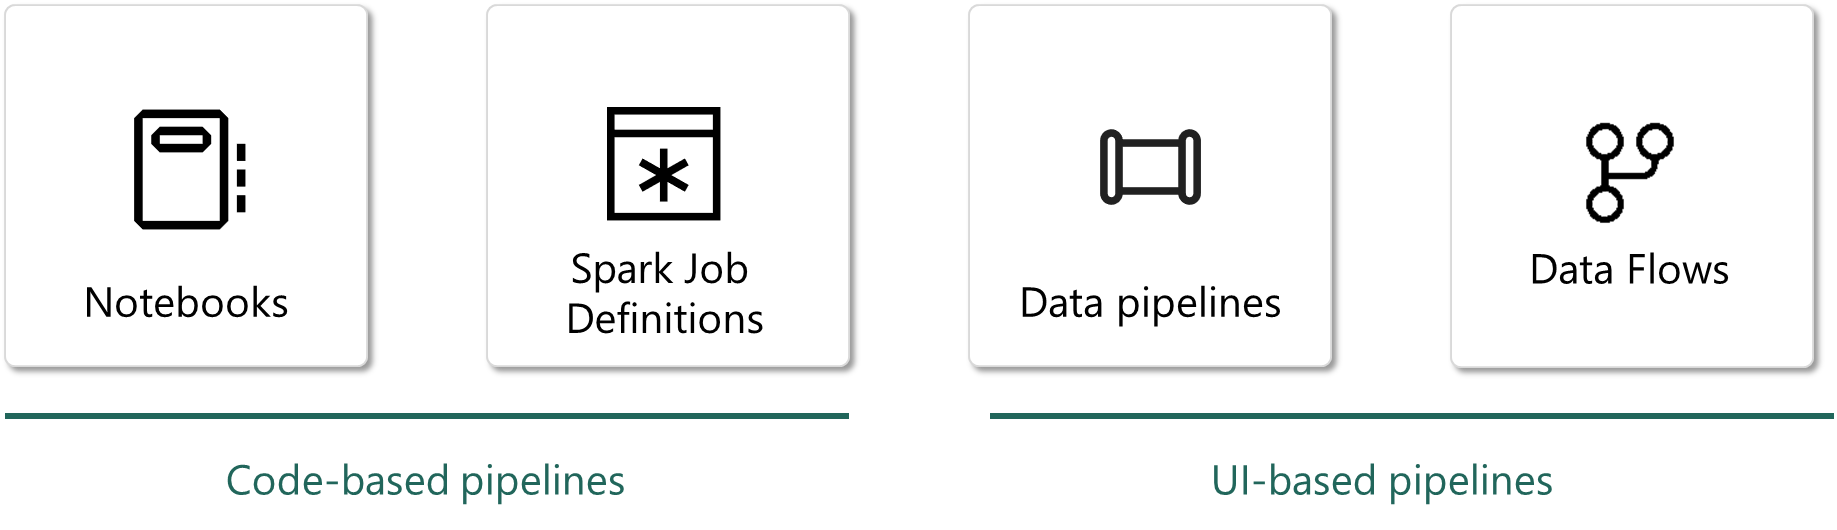 Notebooks
Spark Job
Definitions
Data pipelines
Data Flows
Code-based pipelines
UI-based pipelines